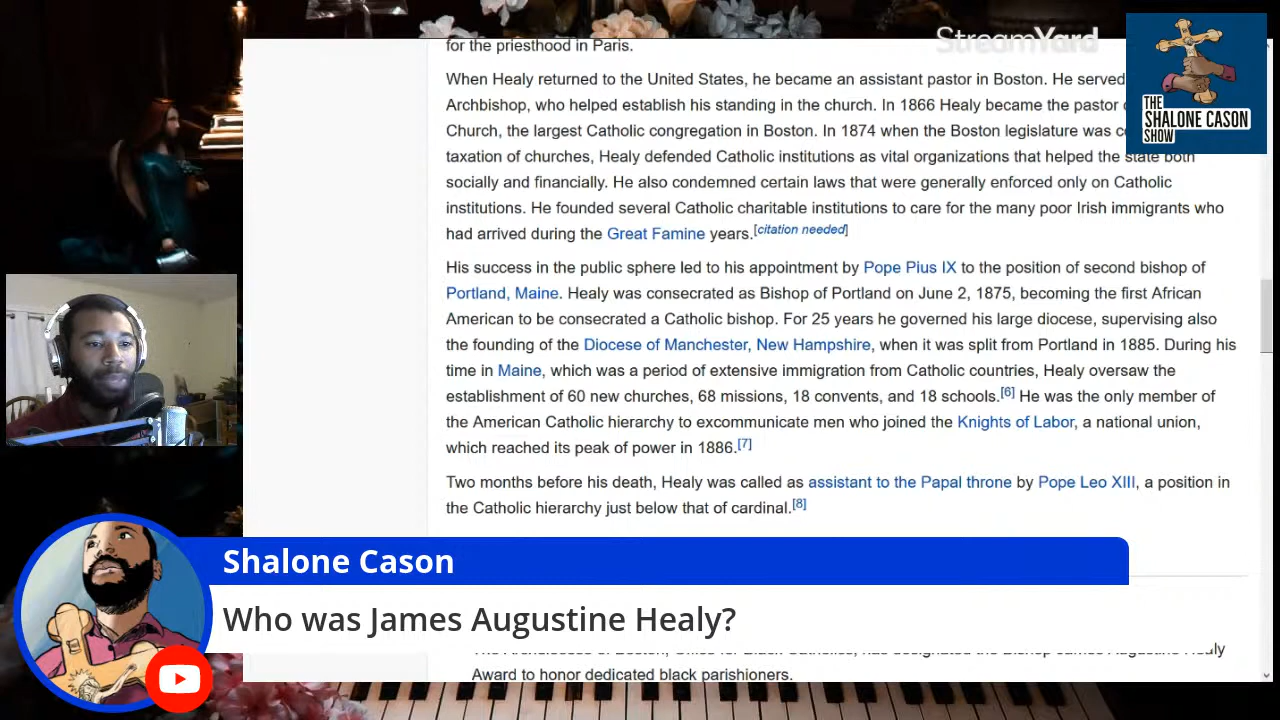 StreamYard
THE
SHALONE CASON
SHOW
for the priesthood in Paris.
When Healy returned to the United States, he became an assistant pastor in Boston. He served
Archbishop, who helped establish his standing in the church. In 1866 Healy became the pastor
Church, the largest Catholic congregation in Boston. In 1874 when the Boston legislature was
taxation of churches, Healy defended Catholic institutions as vital organizations that helped the state both
socially and financially. He also condemned certain laws that were generally enforced only on Catholic
institutions. He founded several Catholic charitable institutions to care for the many poor Irish immigrants who
had arrived during the Great Famine years.[citation needed]
His success in the public sphere led to his appointment by Pope Pius IX to the position of second bishop of
Portland, Maine. Healy was consecrated as Bishop of Portland on June 2, 1875, becoming the first African
American to be consecrated a Catholic bishop. For 25 years he governed his large diocese, supervising also
the founding of the Diocese of Manchester, New Hampshire, when it was split from Portland in 1885. During his
time in Maine, which was a period of extensive immigration from Catholic countries, Healy oversaw the
establishment of 60 new churches, 68 missions, 18 convents, and 18 schools.[6] He was the only member of
the American Catholic hierarchy to excommunicate men who joined the Knights of Labor, a national union,
which reached its peak of power in 1886.[7]
Two months before his death, Healy was called as assistant to the Papal throne by Pope Leo XIII, a position in
the Catholic hierarchy just below that of cardinal.[8]
Shalone Cason
Who was James Augustine Healy?
Award to honor dedicated black parishioners.